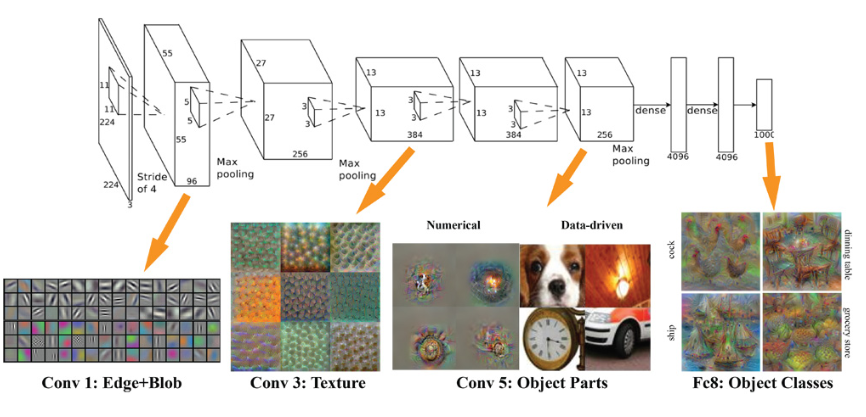 55
27
13
13
13
11
5
3
3
3
13
13
13
11
5
3
3
3
27
dense
dense
224
55
384
384
256
1000
Max
pooling
256
Max
pooling
Max
pooling
4096
4096
224
Stride
of 4
96
3
Numerical
Data-driven
cock
dinning table
ship
grocery store
Conv 1: Edge+Blob
Conv 3: Texture
Conv 5: Object Parts
Fc8: Object Classes